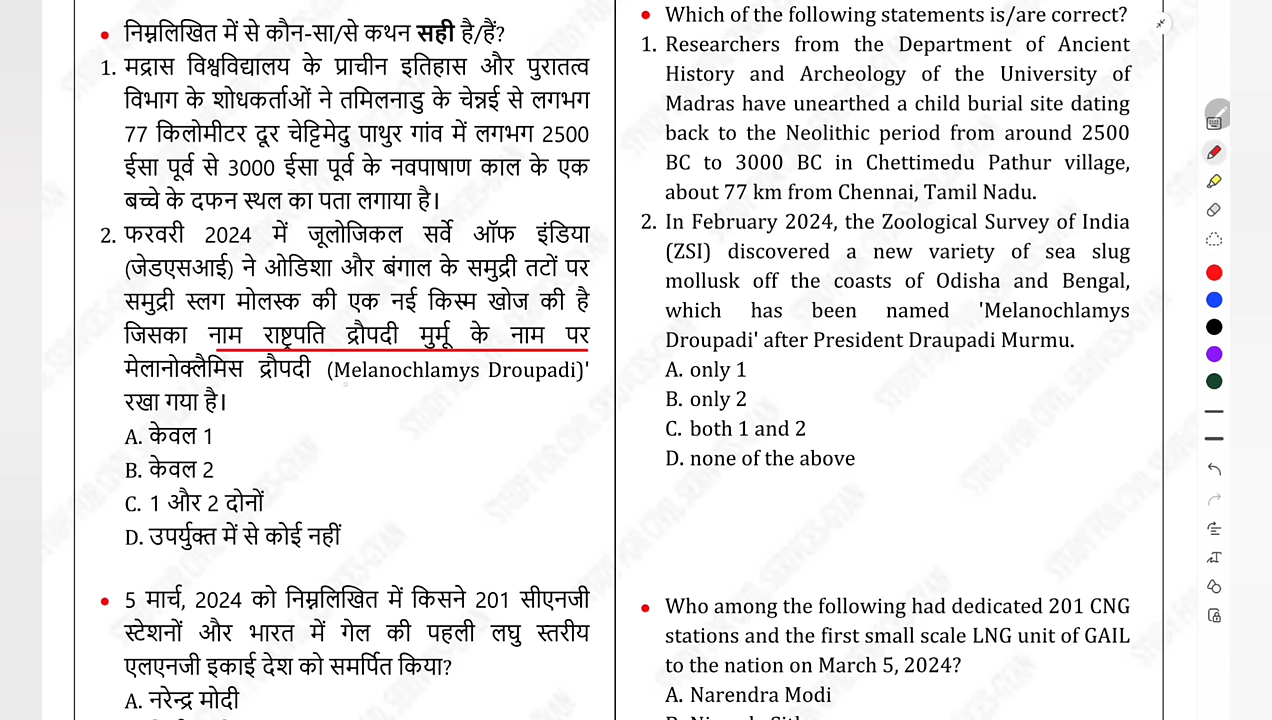 • निम्नलिखित में से कौन-सा/से कथन सही है/हैं?
1. मद्रास विश्वविद्यालय के प्राचीन इतिहास और पुरातत्व
विभाग के शोधकर्ताओं ने तमिलनाडु के चेन्नई से लगभग
77 किलोमीटर दूर चेट्टिमेदु पाथुर गांव में लगभग 2500
ईसा पूर्व से 3000 ईसा पूर्व के नवपाषाण काल के एक
बच्चे के दफन स्थल का पता लगाया है।
2. फरवरी 2024 में जूलोजिकल सर्वे ऑफ इंडिया
(जेडएसआई) ने ओडिशा और बंगाल के समुद्री तटों पर
समुद्री स्लग मोलस्क की एक नई किस्म खोज की है
जिसका नाम राष्ट्रपति द्रौपदी मुर्मू के नाम पर
मेलानोक्लैमिस द्रौपदी (Melanochlamys Droupadi)'
रखा गया है।
A. केवल 1
B. केवल 2
C. 1 और 2 दोनों
D. उपर्युक्त में से कोई नहीं
• 5 मार्च, 2024 को निम्नलिखित में किसने 201 सीएनजी
स्टेशनों और भारत में गेल की पहली लघु स्तरीय
एलएनजी इकाई देश को समर्पित किया?
A. नरेन्द्र मोदी
• Which of the following statements is/are correct?
1. Researchers from the Department of Ancient
History and Archeology of the University of
Madras have unearthed a child burial site dating
back to the Neolithic period from around 2500
BC to 3000 BC in Chettimedu Pathur village,
about 77 km from Chennai, Tamil Nadu.
2. In February 2024, the Zoological Survey of India
(ZSI) discovered a new variety of sea slug
mollusk off the coasts of Odisha and Bengal,
which has been named 'Melanochlamys
Droupadi' after President Draupadi Murmu.
A. only 1
B. only 2
C. both 1 and 2
D. none of the above
• Who among the following had dedicated 201 CNG
stations and the first small scale LNG unit of GAIL
to the nation on March 5, 2024?
A. Narendra Modi